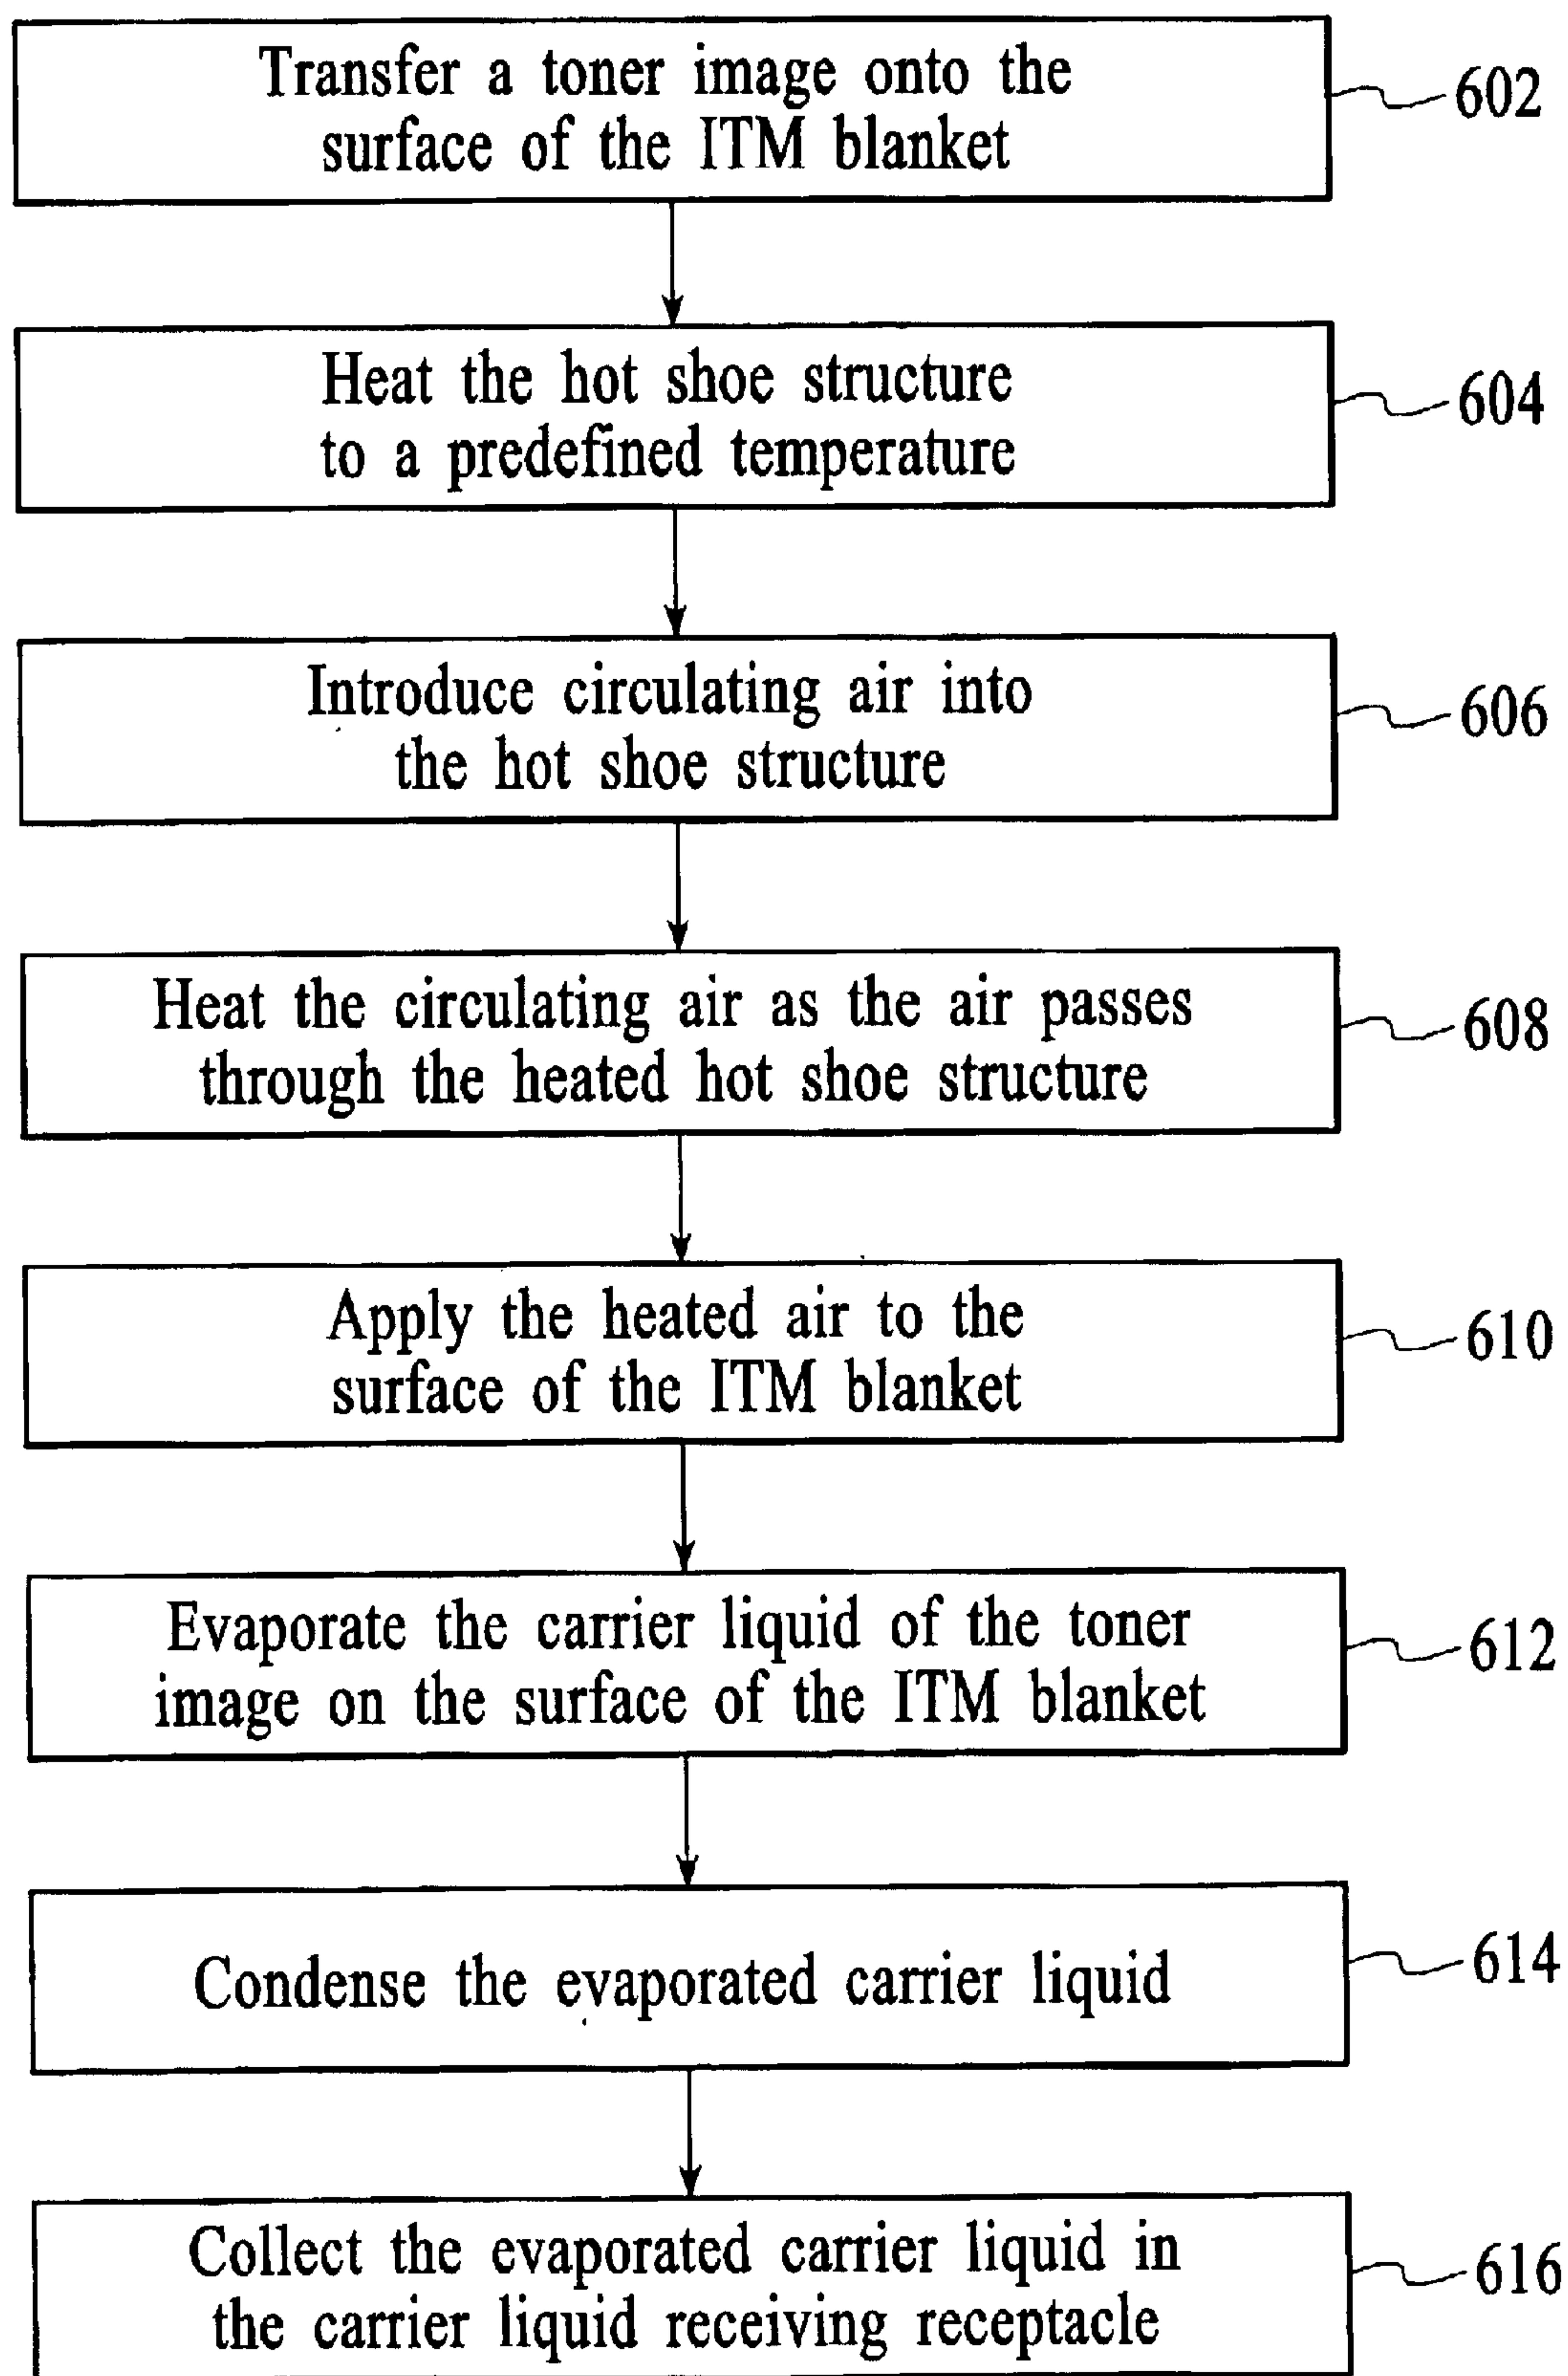 Transfer a toner image onto the
surface of the ITM blanket
602
Heat the hot shoe structure
to a predefined temperature
604
Introduce circulating air into
the hot shoe structure
606
Heat the circulating air as the air passes
through the heated hot shoe structure
608
Apply the heated air to the
surface of the ITM blanket
610
Evaporate the carrier liquid of the toner
image on the surface of the ITM blanket
612
Condense the evaporated carrier liquid
614
Collect the evaporated carrier liquid in
the carrier liquid receiving receptacle
616